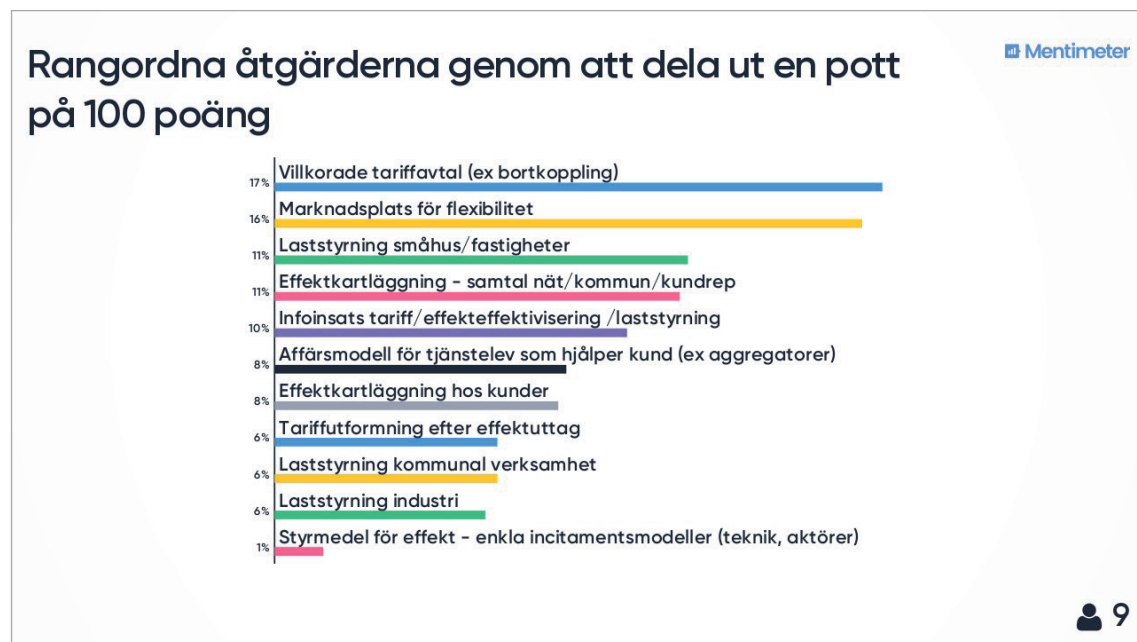 Rangordna åtgärderna genom att dela ut en pott
på 100 poäng
Mentimeter
Villkorade tariffavtal (ex bortkoppling)
17%
Marknadsplats för flexibilitet
16%
Laststyrning småhus/fastigheter
11%
Effektkartläggning - samtal nät/kommun/kundrep
11%
Infoinsats tariff/effekteffektivisering /laststyrning
10%
Affärsmodell för tjänstelev som hjälper kund (ex aggregatorer)
8%
Effektkartläggning hos kunder
8%
Tariffutformning efter effektuttag
6%
Laststyrning kommunal verksamhet
6%
Laststyrning industri
6%
Styrmedel för effekt - enkla incitamentsmodeller (teknik, aktörer)
1%
9